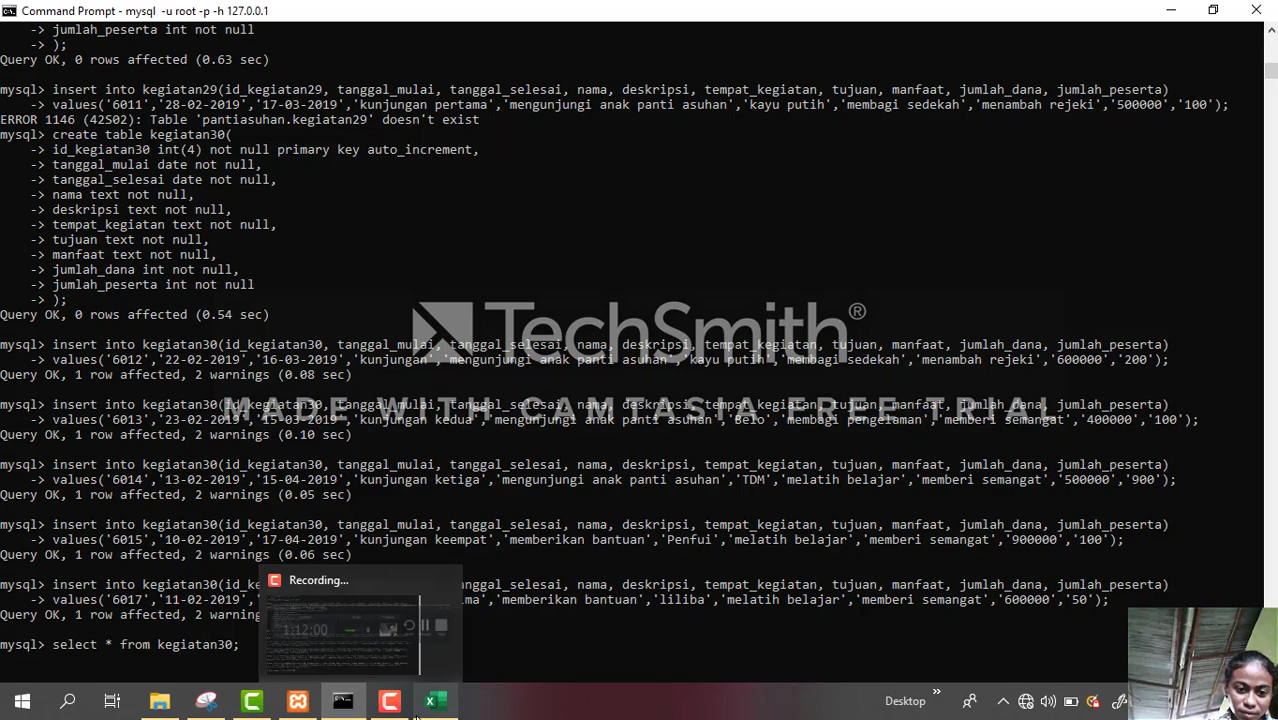 Command Prompt - mysql  -u root -p -h 127.0.0.1
    -> jumlah_peserta int not null
    -> );
Query OK, 0 rows affected (0.63 sec)
mysql> insert into kegiatan29(id_kegiatan29, tanggal_mulai, tanggal_selesai, deskripsi, tempat_kegiatan, tujuan, manfaat, jumlah_dana, jumlah_peserta)
    -> values('6011','28-02-2019','17-03-2019','kunjungan pertama','mengunjungi anak panti asuhan','kayu putih','membagi sedekah','menambah rejeki','500000','100');
ERROR 1146 (42S02): Table 'pantiasuhan.kegiatan29' doesn't exist
mysql> create table kegiatan30(
    -> id_kegiatan30 int(4) not null primary key auto_increment,
    -> tanggal_mulai date not null,
    -> tanggal_selesai date not null,
    -> nama text not null,
    -> deskripsi text not null,
    -> tempat_kegiatan text not null,
    -> tujuan text not null,
    -> manfaat text not null,
    -> jumlah_dana int not null,
    -> jumlah_peserta int not null
    -> );
Query OK, 0 rows affected (0.54 sec)
TechSmith®
mysql> insert into kegiatan30(id_kegiatan30, tanggal_mulai, tanggal_selesai, nama, deskripsi, tempat_kegiatan, tujuan, manfaat, jumlah_dana, jumlah_peserta)
    -> values('6012','22-02-2019','16-03-2019','kunjungan','mengunjungi anak panti asuhan','kayu putih','membagi sedekah','menambah rejeki','600000','200');
Query OK, 1 row affected, 2 warnings (0.08 sec)
MADE WITH CAMTASIA FREE TRIAL
mysql> insert into kegiatan30(id_kegiatan30, tanggal_mulai, tanggal_selesai, nama, deskripsi, tempat_kegiatan, tujuan, manfaat, jumlah_dana, jumlah_peserta)
    -> values('6013','23-02-2019','15-03-2019','kunjungan kedua','mengunjungi anak panti asuhan','Belo','membagi pengelaman','memberi semangat','400000','100');
Query OK, 1 row affected, 2 warnings (0.10 sec)
mysql> insert into kegiatan30(id_kegiatan30, tanggal_mulai, tanggal_selesai, nama, deskripsi, tempat_kegiatan, tujuan, manfaat, jumlah_dana, jumlah_peserta)
    -> values('6014','13-02-2019','15-04-2019','kunjungan ketiga','mengunjungi anak panti asuhan','TDM','melatih belajar','memberi semangat','500000','900');
Query OK, 1 row affected, 2 warnings (0.05 sec)
mysql> insert into kegiatan30(id_kegiatan30, tanggal_mulai, tanggal_selesai, nama, deskripsi, tempat_kegiatan, tujuan, manfaat, jumlah_dana, jumlah_peserta)
    -> values('6015','10-02-2019','17-04-2019','kunjungan keempat','memberikan bantuan','Penfui','melatih belajar','memberi semangat','900000','100');
Query OK, 1 row affected, 2 warnings (0.06 sec)
mysql> insert into kegiatan30(id_kegiatan30, tanggal_selesai, nama, deskripsi, tempat_kegiatan, tujuan, manfaat, jumlah_dana, jumlah_peserta)
    -> values('6017','11-02-2019', 'memberikan bantuan','liliba','melatih belajar','memberi semangat','600000','50');
Query OK, 1 row affected, 2 warnings
mysql> select * from kegiatan30;
Recording...
1:12:00
Desktop